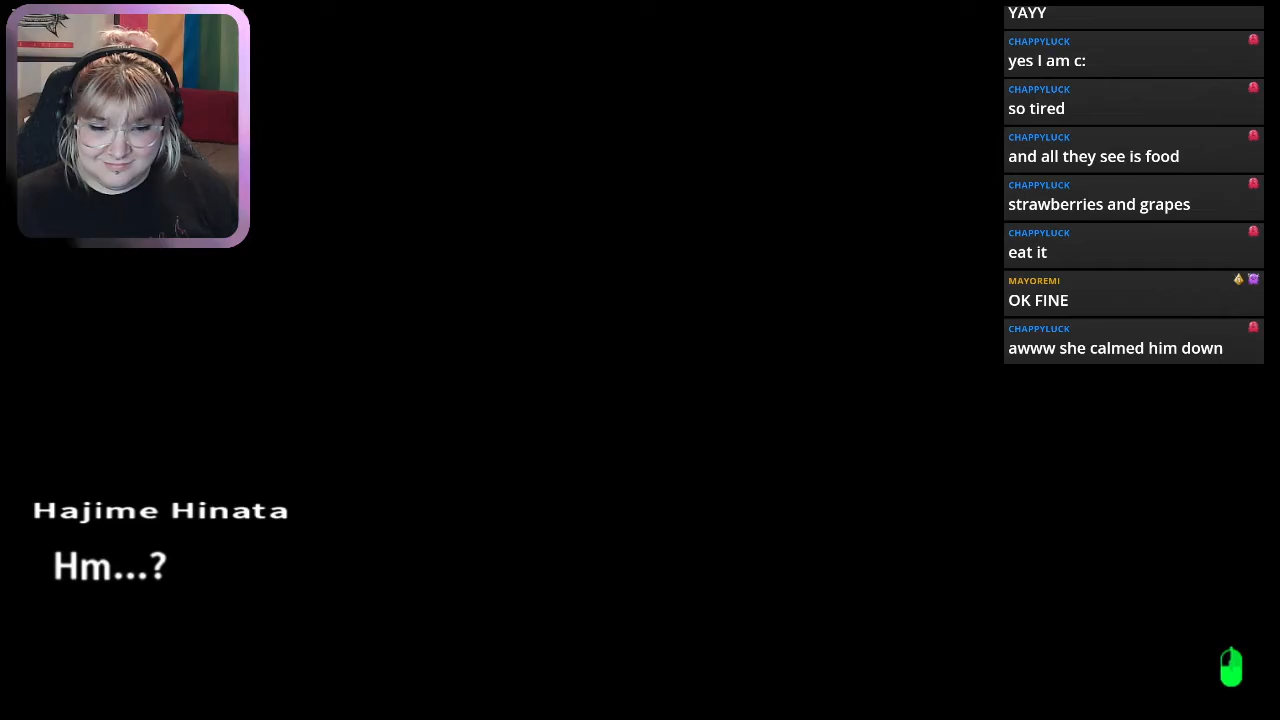 YAYY
CHAPPYLUCK
yes I am c:
CHAPPYLUCK
so tired
CHAPPYLUCK
and all they see is food
CHAPPYLUCK
strawberries and grapes
CHAPPYLUCK
eat it
MAYOREMI
OK FINE
CHAPPYLUCK
awww she calmed him down
Hajime Hinata
Hm...?